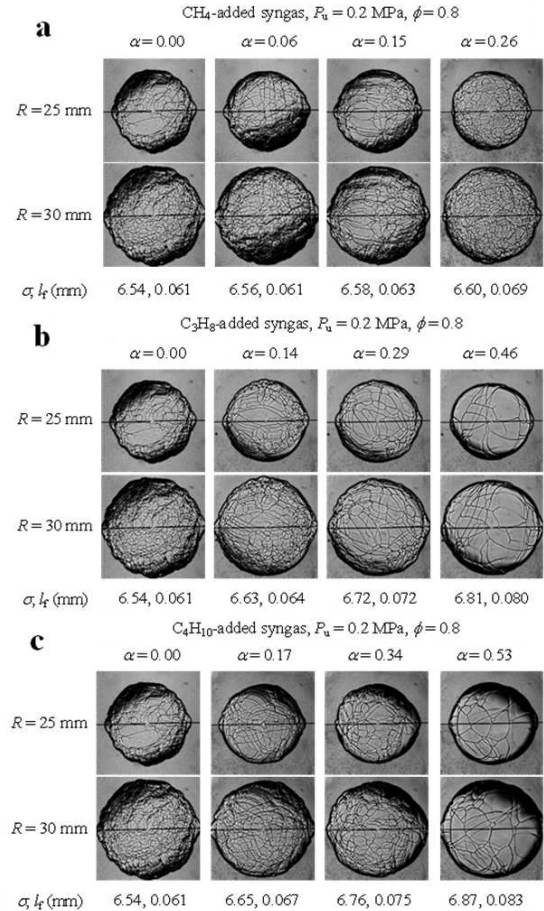 a
CH4-added syngas, Pu = 0.2 MPa, ϕ = 0.8
α = 0.00 α = 0.06 α = 0.15 α = 0.26
R = 25 mm
R = 30 mm
σ, lf (mm) 6.54, 0.061 6.56, 0.061 6.58, 0.063 6.60, 0.069
b
C3H8-added syngas, Pu = 0.2 MPa, ϕ = 0.8
α = 0.00 α = 0.14 α = 0.29 α = 0.46
R = 25 mm
R = 30 mm
σ, lf (mm) 6.54, 0.061 6.63, 0.064 6.72, 0.072 6.81, 0.080
c
C4H10-added syngas, Pu = 0.2 MPa, ϕ = 0.8
α = 0.00 α = 0.17 α = 0.34 α = 0.53
R = 25 mm
R = 30 mm
σ, lf (mm) 6.54, 0.061 6.65, 0.067 6.76, 0.075 6.87, 0.083